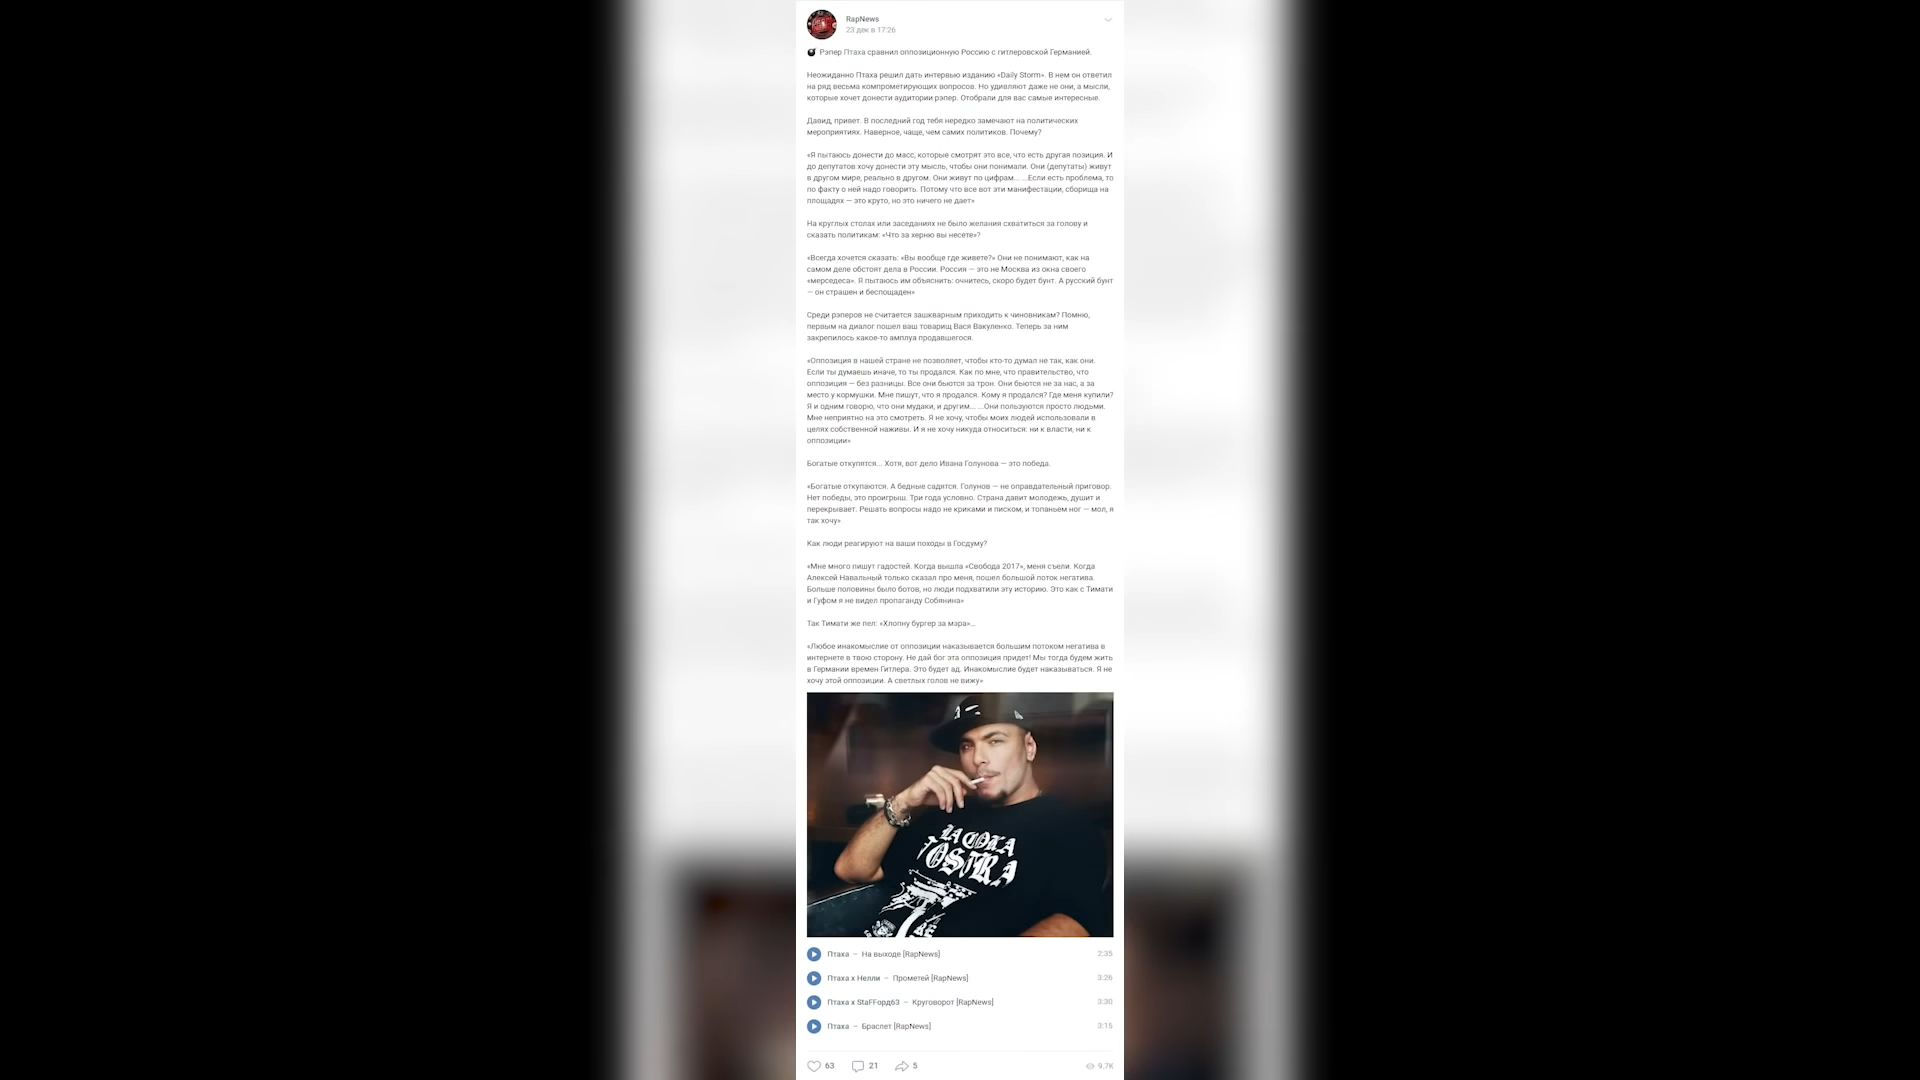 RapNews
23 дек в 17:26
Рэпер Птаха сравнил оппозиционную Россию с гитлеровской Германией.
Неожиданно Птаха решил дать интервью изданию «Daily Storm». В нем он ответил
на ряд весьма компрометирующих вопросов. Но удивляют даже не они, а мысли,
которые хочет донести аудитории рэпер. Отобрали для вас самые интересные.
Давид, привет. В последний год тебя нередко замечают на политических
мероприятиях. Наверное, чаще, чем самих политиков. Почему?
«Я пытаюсь донести до масс, которые смотрят это все, что есть другая позиция. И
до депутатов хочу донести эту мысль, чтобы они понимали. Они (депутаты) живут
в другом мире, реально в другом. Они живут по цифрам... ...Если есть проблема, то
по факту о ней надо говорить. Потому что все вот эти манифестации, сборища на
площадях — это круто, но это ничего не дает»
На круглых столах или заседаниях не было желания схватиться за голову и
сказать политикам: «Что за херню вы несете»?
«Всегда хочется сказать: «Вы вообще где живете?» Они не понимают, как на
самом деле обстоят дела в России. Россия — это не Москва из окна своего
«мерседеса». Я пытаюсь им объяснить: очнитесь, скоро будет бунт. А русский бунт
— он страшен и беспощаден»
Среди рэперов не считается зашкварным приходить к чиновникам? Помню,
первым на диалог пошел ваш товарищ Вася Вакуленко. Теперь за ним
закрепилось какое-то амплуа продавшегося.
«Оппозиция в нашей стране не позволяет, чтобы кто-то думал не так, как они.
Если ты думаешь иначе, то ты продался. Как по мне, что правительство, что
оппозиция — без разницы. Все они бьются за трон. Они бьются не за нас, а за
место у кормушки. Мне пишут, что я продался. Кому я продался? Где меня купили?
Я и одним говорю, что они мудаки, и другим... ...Они пользуются просто людьми.
Мне неприятно на это смотреть. Я не хочу, чтобы моих людей использовали в
целях собственной наживы. И я не хочу никуда относиться: ни к власти, ни к
оппозиции»
Богатые откупятся... Хотя, вот дело Ивана Голунова — это победа.
«Богатые откупаются. А бедные садятся. Голунов — не оправдательный приговор.
Нет победы, это проигрыш. Три года условно. Страна давит молодежь, душит и
перекрывает. Решать вопросы надо не криками и писком, и топаньем ног — мол, я
так хочу»
Как люди реагируют на ваши походы в Госдуму?
«Мне много пишут гадостей. Когда вышла «Свобода 2017», меня съели. Когда
Алексей Навальный только сказал про меня, пошел большой поток негатива.
Больше половины было ботов, но люди подхватили эту историю. Это как с Тимати
и Гуфом я не видел пропаганду Собянина»
Так Тимати же пел: «Хлопну бургер за мэра»...
«Любое инакомыслие от оппозиции наказывается большим потоком негатива в
интернете в твою сторону. Не дай бог эта оппозиция придет! Мы тогда будем жить
в Германии времен Гитлера. Это будет ад. Инакомыслие будет наказываться. Я не
хочу этой оппозиции. А светлых голов не вижу»
Птаха – На выходе [RapNews] 2:35
Птаха x Нелли – Прометей [RapNews] 3:26
Птаха x StaFFорд63 – Круговорот [RapNews] 3:30
Птаха – Браслет [RapNews] 3:15
63 21 5 9.7K